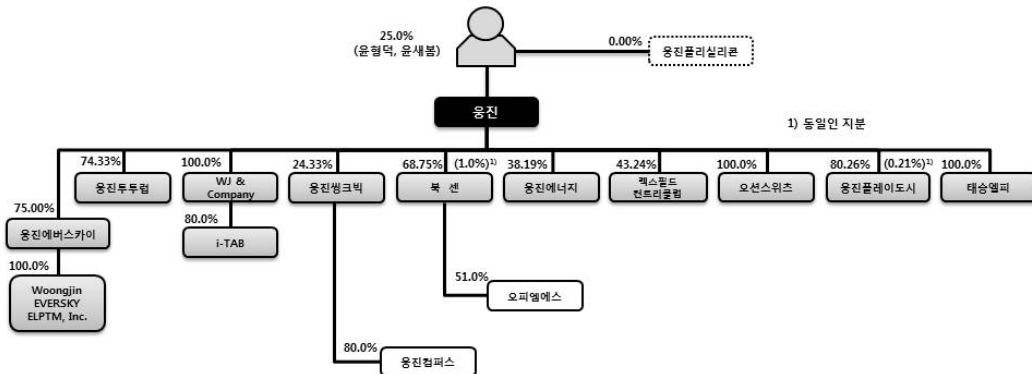 25.0%
(윤형덕, 윤새봄)
0.00%
웅진폴리실리콘
웅진
1) 동일인 지분
74.33%
웅진투투럽
100.0%
WJ &
Company
24.33%
웅진씽크빅
68.75%
(1.0%)1)
북 센
38.19%
웅진에너지
43.24%
렉스필드
컨트리클럽
100.0%
오션스위츠
80.26%
(0.21%)1)
웅진플레이도시
100.0%
태승엘피
75.00%
웅진에버스카이
80.0%
i-TAB
100.0%
Woongjin
EVERSKY
ELPTM, Inc.
51.0%
오피엠에스
80.0%
웅진컴퍼스